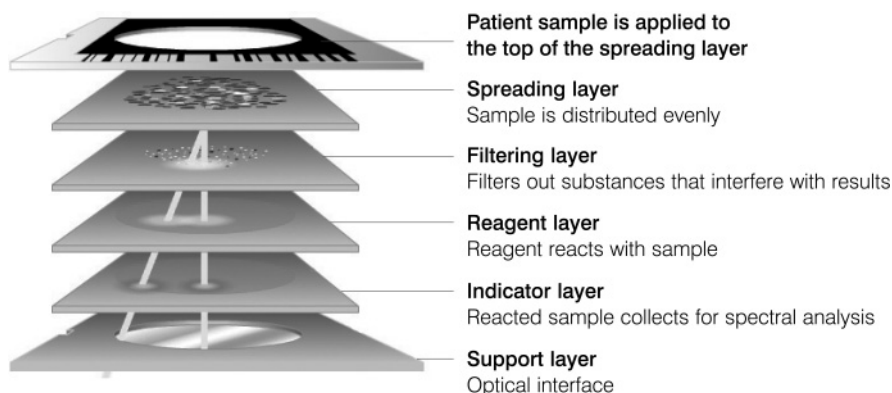 Patient sample is applied to
the top of the spreading layer
Spreading layer
Sample is distributed evenly
Filtering layer
Filters out substances that interfere with results
Reagent layer
Reagent reacts with sample
Indicator layer
Reacted sample collects for spectral analysis
Support layer
Optical interface